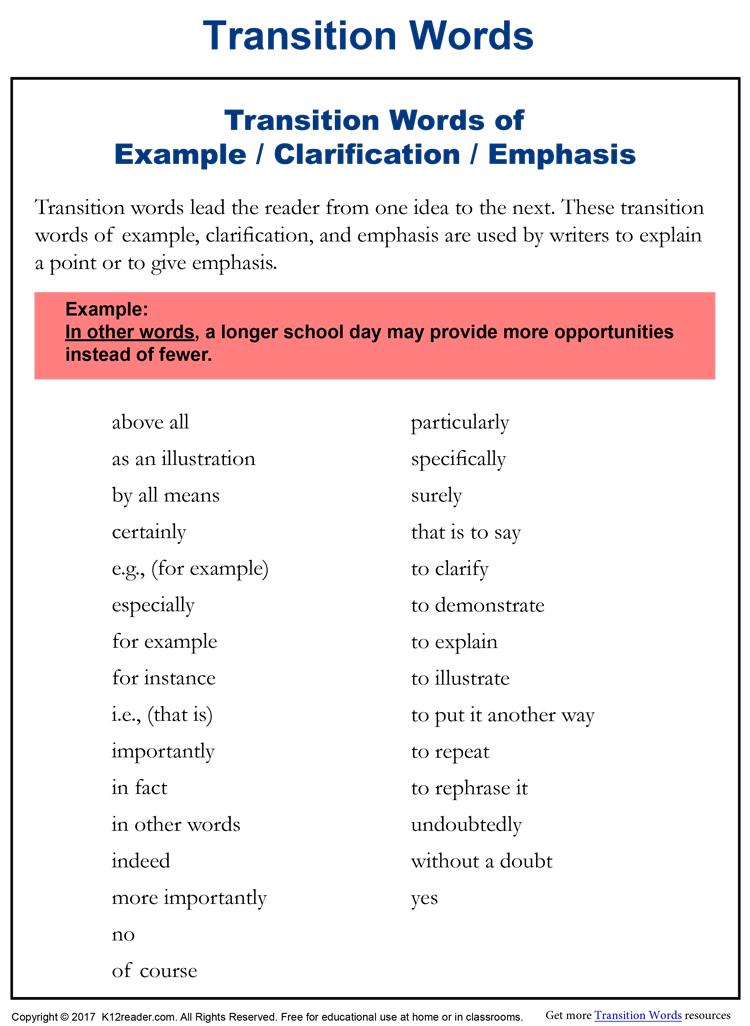 Transition Words
Transition Words of
Example / Clarification / Emphasis
Transition words lead the reader from one idea to the next. These transition
words of example, clarification, and emphasis are used by writers to explain
a point or to give emphasis.
Example:
In other words, a longer school day may provide more opportunities
instead of fewer.
above all
as an illustration
by all means
certainly
e.g., (for example)
especially
for example
for instance
i.e., (that is)
importantly
in fact
in other words
indeed
more importantly
no
of course
particularly
specifically
surely
that is to say
to clarify
to demonstrate
to explain
to illustrate
to put it another way
to repeat
to rephrase it
undoubtedly
without a doubt
yes
Copyright © 2017 K12reader.com. All Rights Reserved. Free for educational use at home or in classrooms.
Get more Transition Words resources